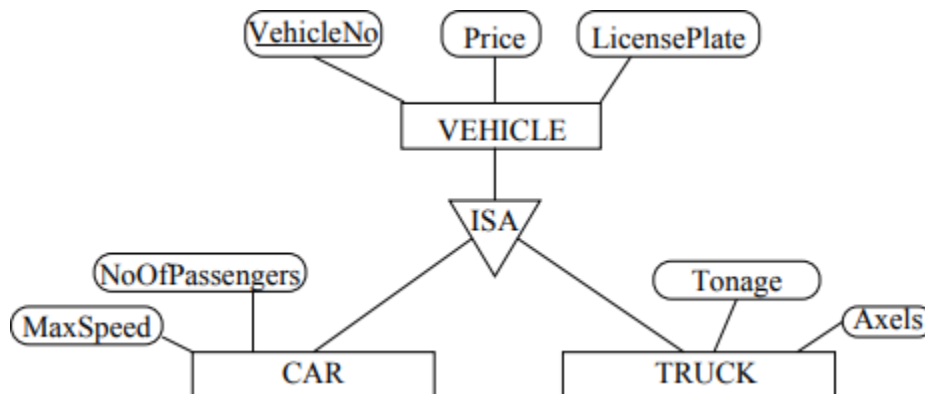 VehicleNo
Price
LicensePlate
VEHICLE
ISA
NoOfPassengers
Tonage
MaxSpeed
Axels
CAR
TRUCK